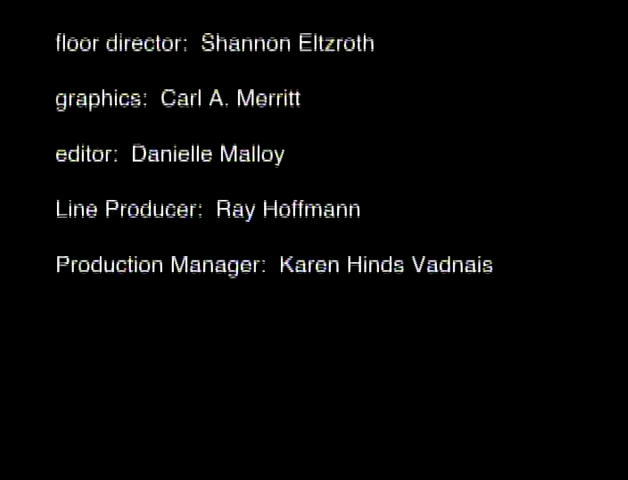 floor director: Shannon Eltzroth
graphics: Carl A. Merritt
editor: Danielle Malloy
Line Producer: Ray Hoffmann
Production Manager: Karen Hinds Vadnais